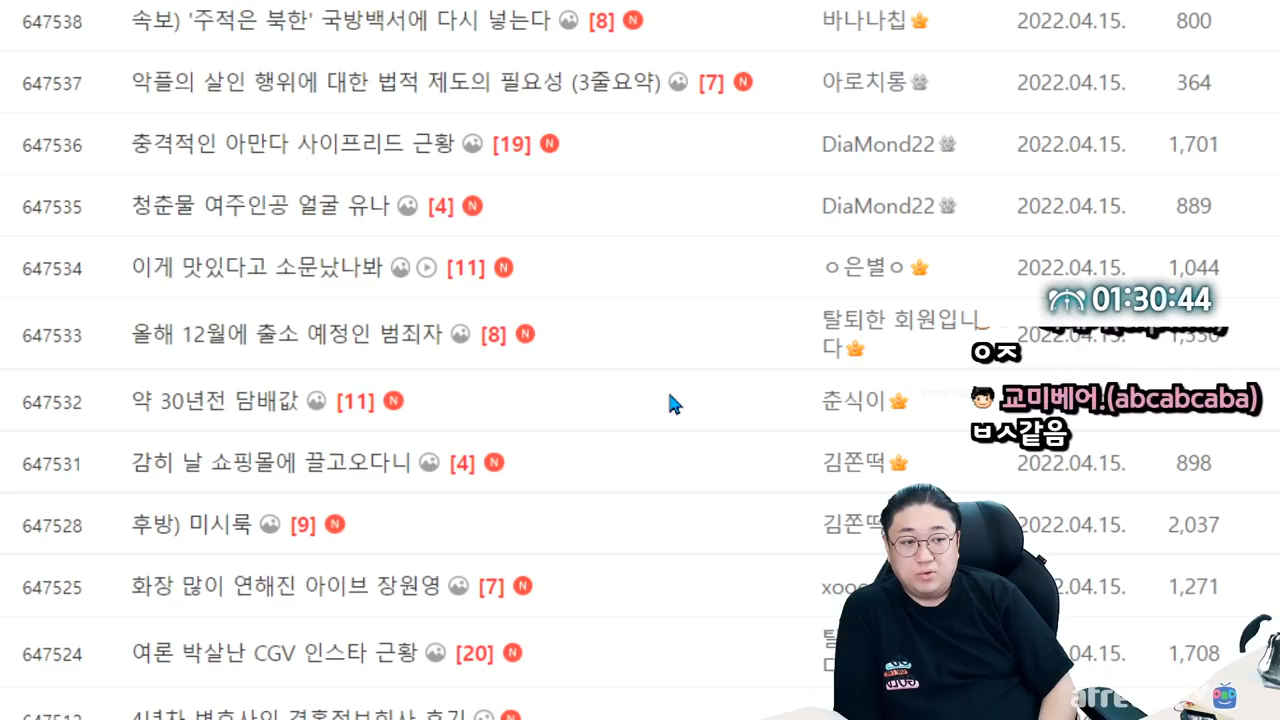 647538 속보) '주적은 북한' 국방백서에 다시 넣는다 [8] N 바나나칩 2022.04.15. 800
647537 악플의 살인 행위에 대한 법적 제도의 필요성 (3줄요약) [7] N 아로치롱 2022.04.15. 364
647536 충격적인 아만다 사이프리드 근황 [19] N DiaMond22 2022.04.15. 1,701
647535 청춘물 여주인공 얼굴 유나 [4] N DiaMond22 2022.04.15. 889
647534 이게 맛있다고 소문났나봐 [11] N ㅇ은별ㅇ 2022.04.15. 1,044
01:30:44
647533 올해 12월에 출소 예정인 범죄자 [8] N 탈퇴한 회원입니
다 2022.04.15.
ㅇㅈ
647532 약 30년전 담배값 [11] N 춘식이
교미베어.(abcabcaba)
ㅂㅅ같음
647531 감히 날 쇼핑몰에 끌고오다니 [4] N 김쫀떡 2022.04.15. 898
647528 후방) 미시룩 [9] N 김쫀떡 2022.04.15. 2,037
647525 화장 많이 연해진 아이브 장원영 [7] N 1,271
647524 여론 박살난 CGV 인스타 근황 [20] N 1,708